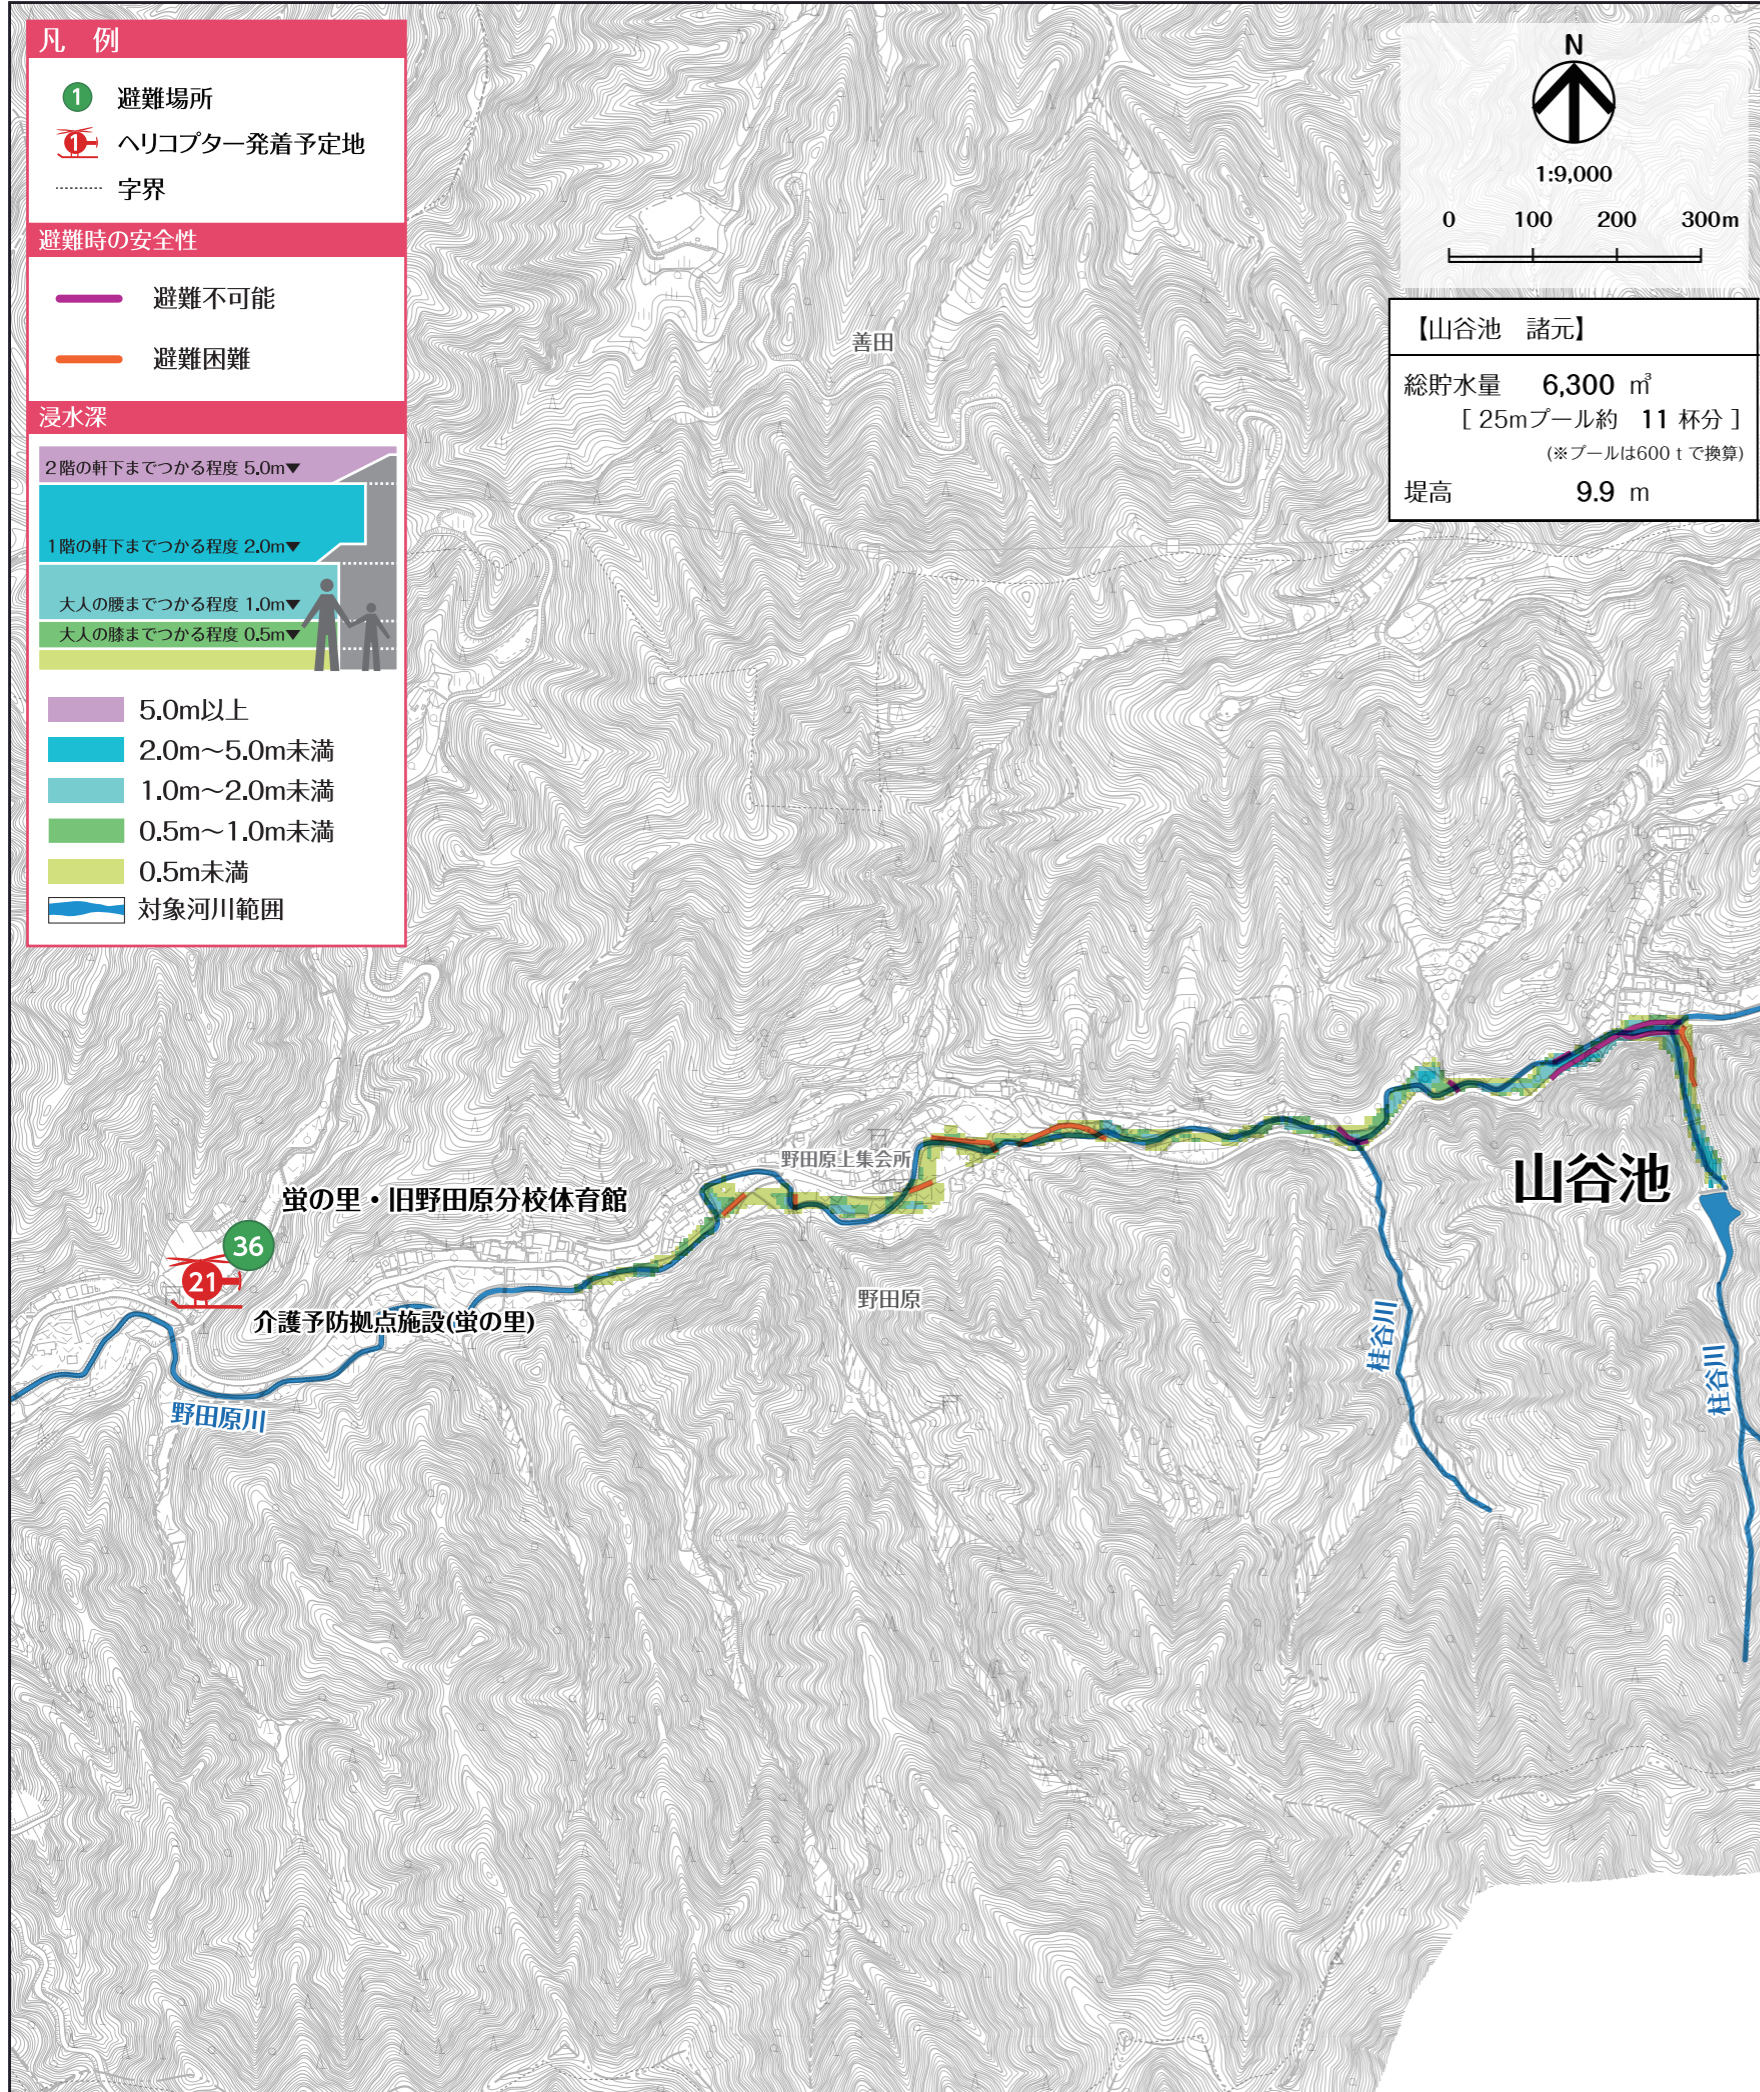 凡 例
1 避難場所
1 ヘリコプター発着予定地
字界
避難時の安全性
避難不可能
避難困難
浸水深
2階の軒下までつかる程度 5.0m▼
1階の軒下までつかる程度 2.0m▼
大人の腰までつかる程度 1.0m▼
大人の膝までつかる程度 0.5m▼
5.0m以上
2.0m～5.0m未満
1.0m～2.0m未満
0.5m～1.0m未満
0.5m未満
対象河川範囲
N
1:9,000
0 100 200 300m
【山谷池 諸元】
総貯水量 6,300 ㎥
[ 25mプール約 11 杯分 ]
(※プールは600 t で換算)
堤高 9.9 m
善田
野田原上集会所
山谷池
蛍の里・旧野田原分校体育館
36
21
介護予防拠点施設(蛍の里)
野田原
野田原川
桂谷川
柱谷川